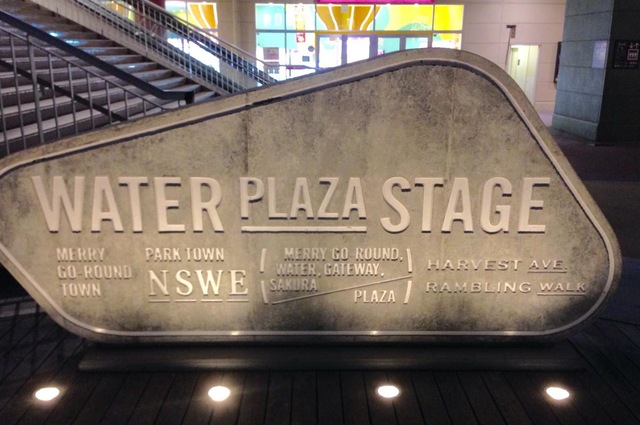 WATER PLAZA STAGE
MERRY
GO-ROUND
TOWN
PARK TOWN
NSWE
MERRY GO ROUND,
WATER, GATEWAY,
SAKURA
PLAZA
HARVEST AVE.
RAMBLING WALK